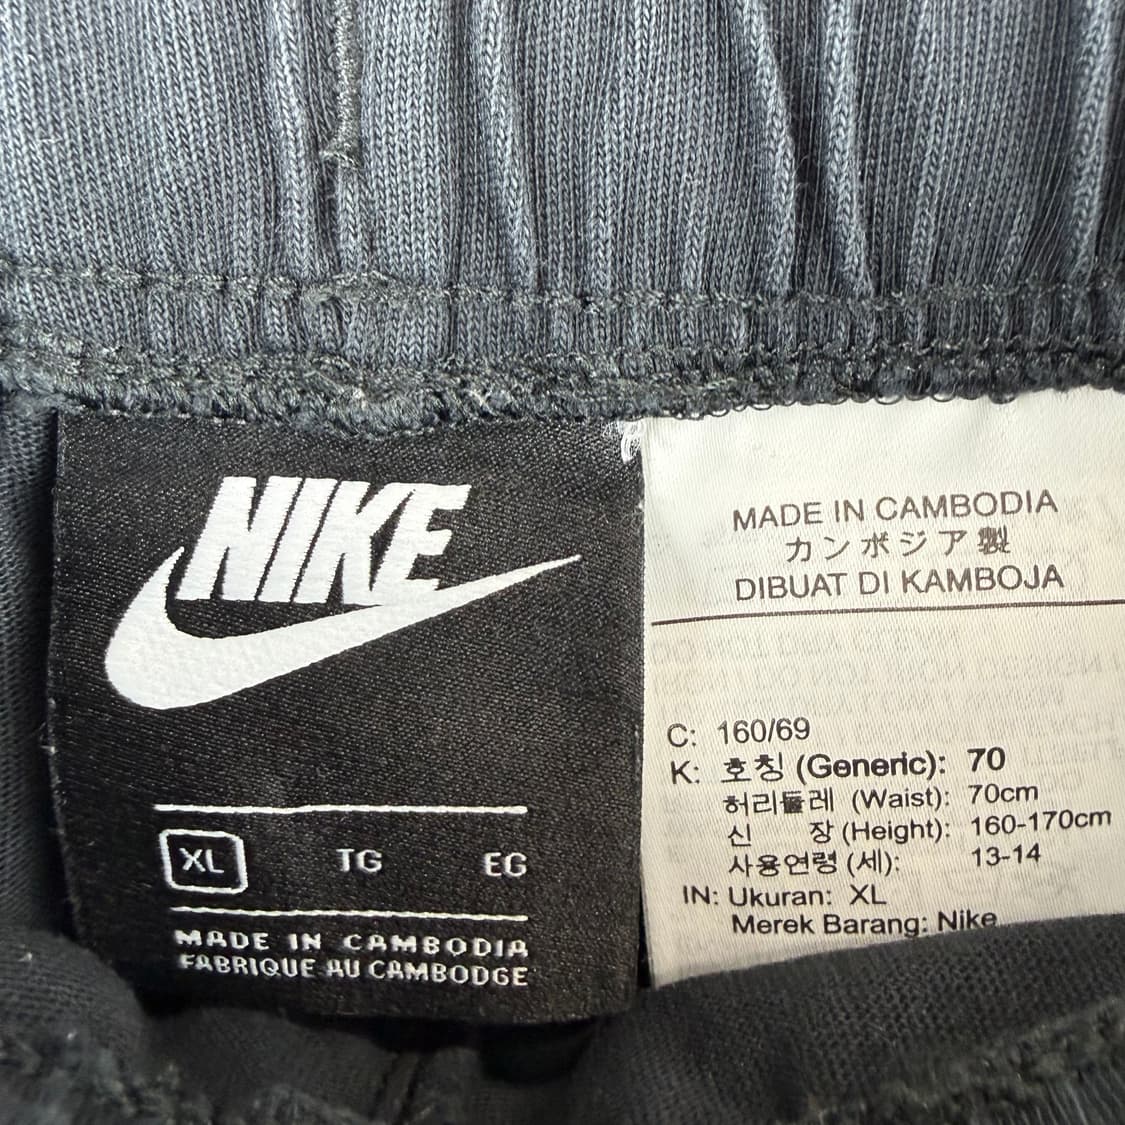 NIKE
XL TG EG
MADE IN CAMBODIA
FABRIQUE AU CAMBODGE
MADE IN CAMBODIA
カンボジア製
DIBUAT DI KAMBOJA
C: 160/69
K: 호칭 (Generic): 70
허리둘레 (Waist): 70cm
신 장 (Height): 160-170cm
사용연령 (세): 13-14
IN: Ukuran: XL
Merek Barang: Nike